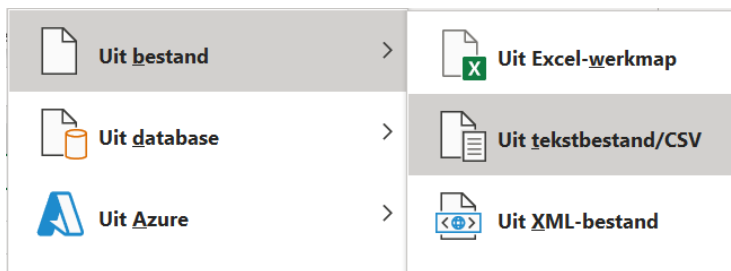 Uit bestand
Uit database
Uit Azure
Uit Excel-werkmap
Uit tekstbestand/CSV
Uit XML-bestand